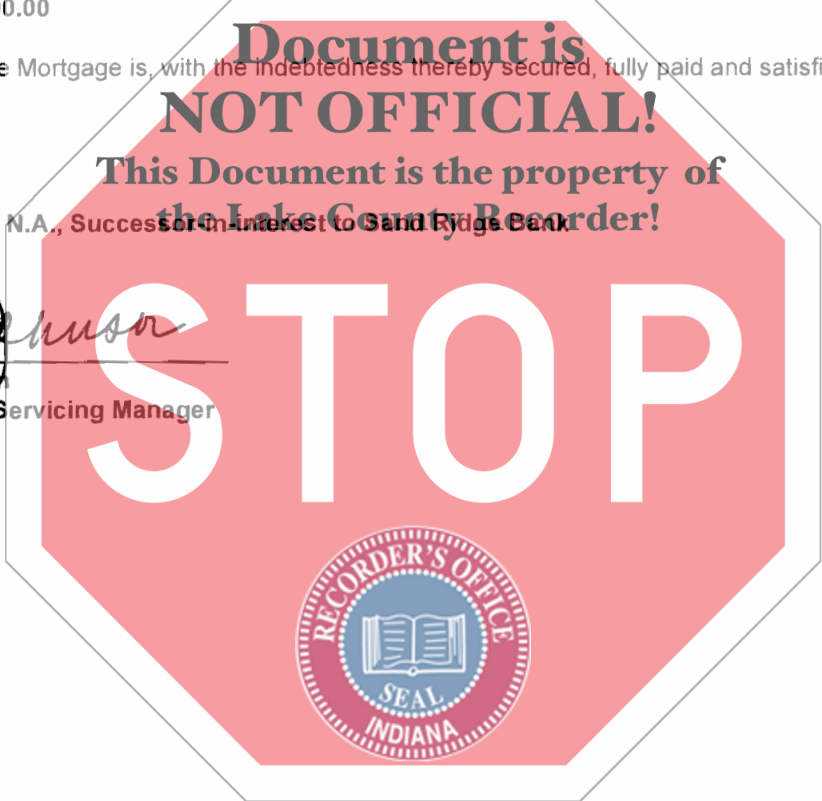 0.00
Document is
e Mortgage is, with the indebtedness thereby secured, fully paid and satisfi
NOT OFFICIAL!
This Document is the property of
the Lake County Recorder!
N.A., Successor-in-interest to Sand Ridge Bank
Servicing Manager
STOP
RECORDER'S OFFICE
SEAL
INDIANA